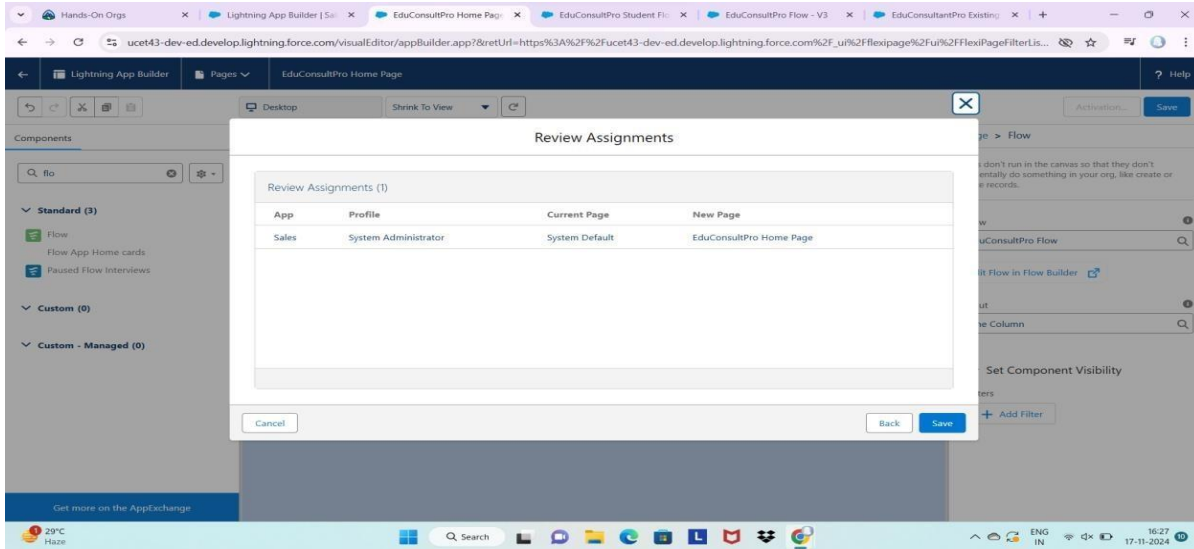 Hands-On Orgs
Lightning App Builder | Sal
EduConsultPro Home Page
EduConsultPro Student Flo
EduConsultPro Flow - V3
EduConsultantPro Existing
ucet43-dev-ed.develop.lightning.force.com/visualEditor/appBuilder.app?&retUrl=https%3A%2F%2Fucet43-dev-ed.develop.lightning.force.com%2F_ui%2Fflexipage%2Fui%2FFlexiPageFilterLis...
Lightning App Builder
Pages
EduConsultPro Home Page
? Help
Desktop
Shrink To View
Activation...
Save
Components
Review Assignments
ge > Flow
don't run in the canvas so that they don't
entally do something in your org, like create or
e records.
flo
Review Assignments (1)
App Profile Current Page New Page
Sales System Administrator System Default EduConsultPro Home Page
Standard (3)
Flow
Flow App Home cards
Paused Flow Interviews
Custom (0)
Custom - Managed (0)
w
uConsultPro Flow
it Flow in Flow Builder
ut
ne Column
Set Component Visibility
ters
+ Add Filter
Cancel
Back
Save
Get more on the AppExchange
1
29°C
Haze
Search
L
ENG
IN
16:27
17-11-2024
10